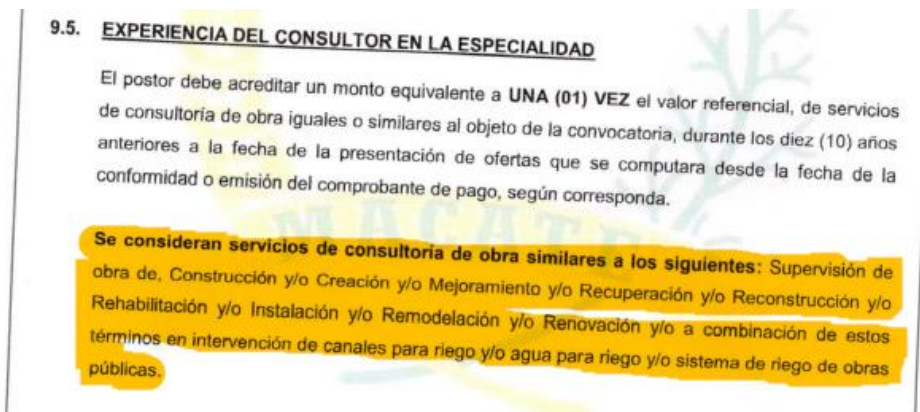 9.5. EXPERIENCIA DEL CONSULTOR EN LA ESPECIALIDAD
El postor debe acreditar un monto equivalente a UNA (01) VEZ el valor referencial, de servicios
de consultoría de obra iguales o similares al objeto de la convocatoria, durante los diez (10) años
anteriores a la fecha de la presentación de ofertas que se computara desde la fecha de la
conformidad o emisión del comprobante de pago, según corresponda.
MACATE
Se consideran servicios de consultoría de obra similares a los siguientes: Supervisión de
obra de, Construcción y/o Creación y/o Mejoramiento y/o Recuperación y/o Reconstrucción y/o
Rehabilitación y/o Instalación y/o Remodelación y/o Renovación y/o a combinación de estos
términos en intervención de canales para riego y/o agua para riego y/o sistema de riego de obras
públicas.